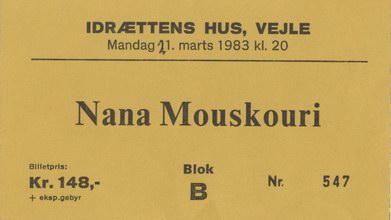 IDRÆTTENS HUS, VEJLE
Mandag 21. marts 1983 kl. 20
Nana Mouskouri
Billetpris:
Kr. 148,-
+ eksp.gebyr
Blok
B
Nr. 547